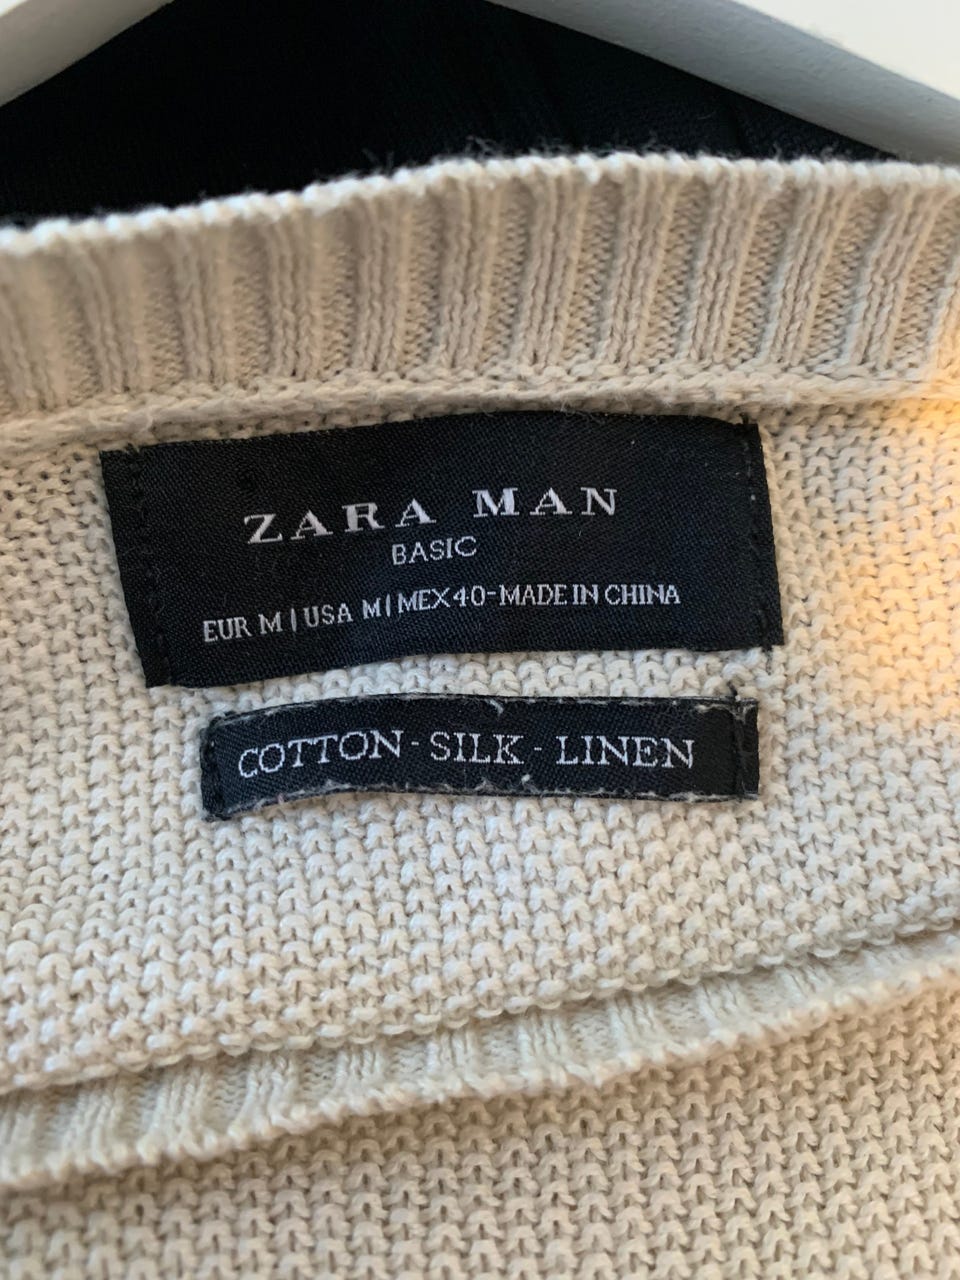 ZARA MAN
BASIC
EUR M | USA M | MEX 40-MADE IN CHINA
COTTON - SILK - LINEN